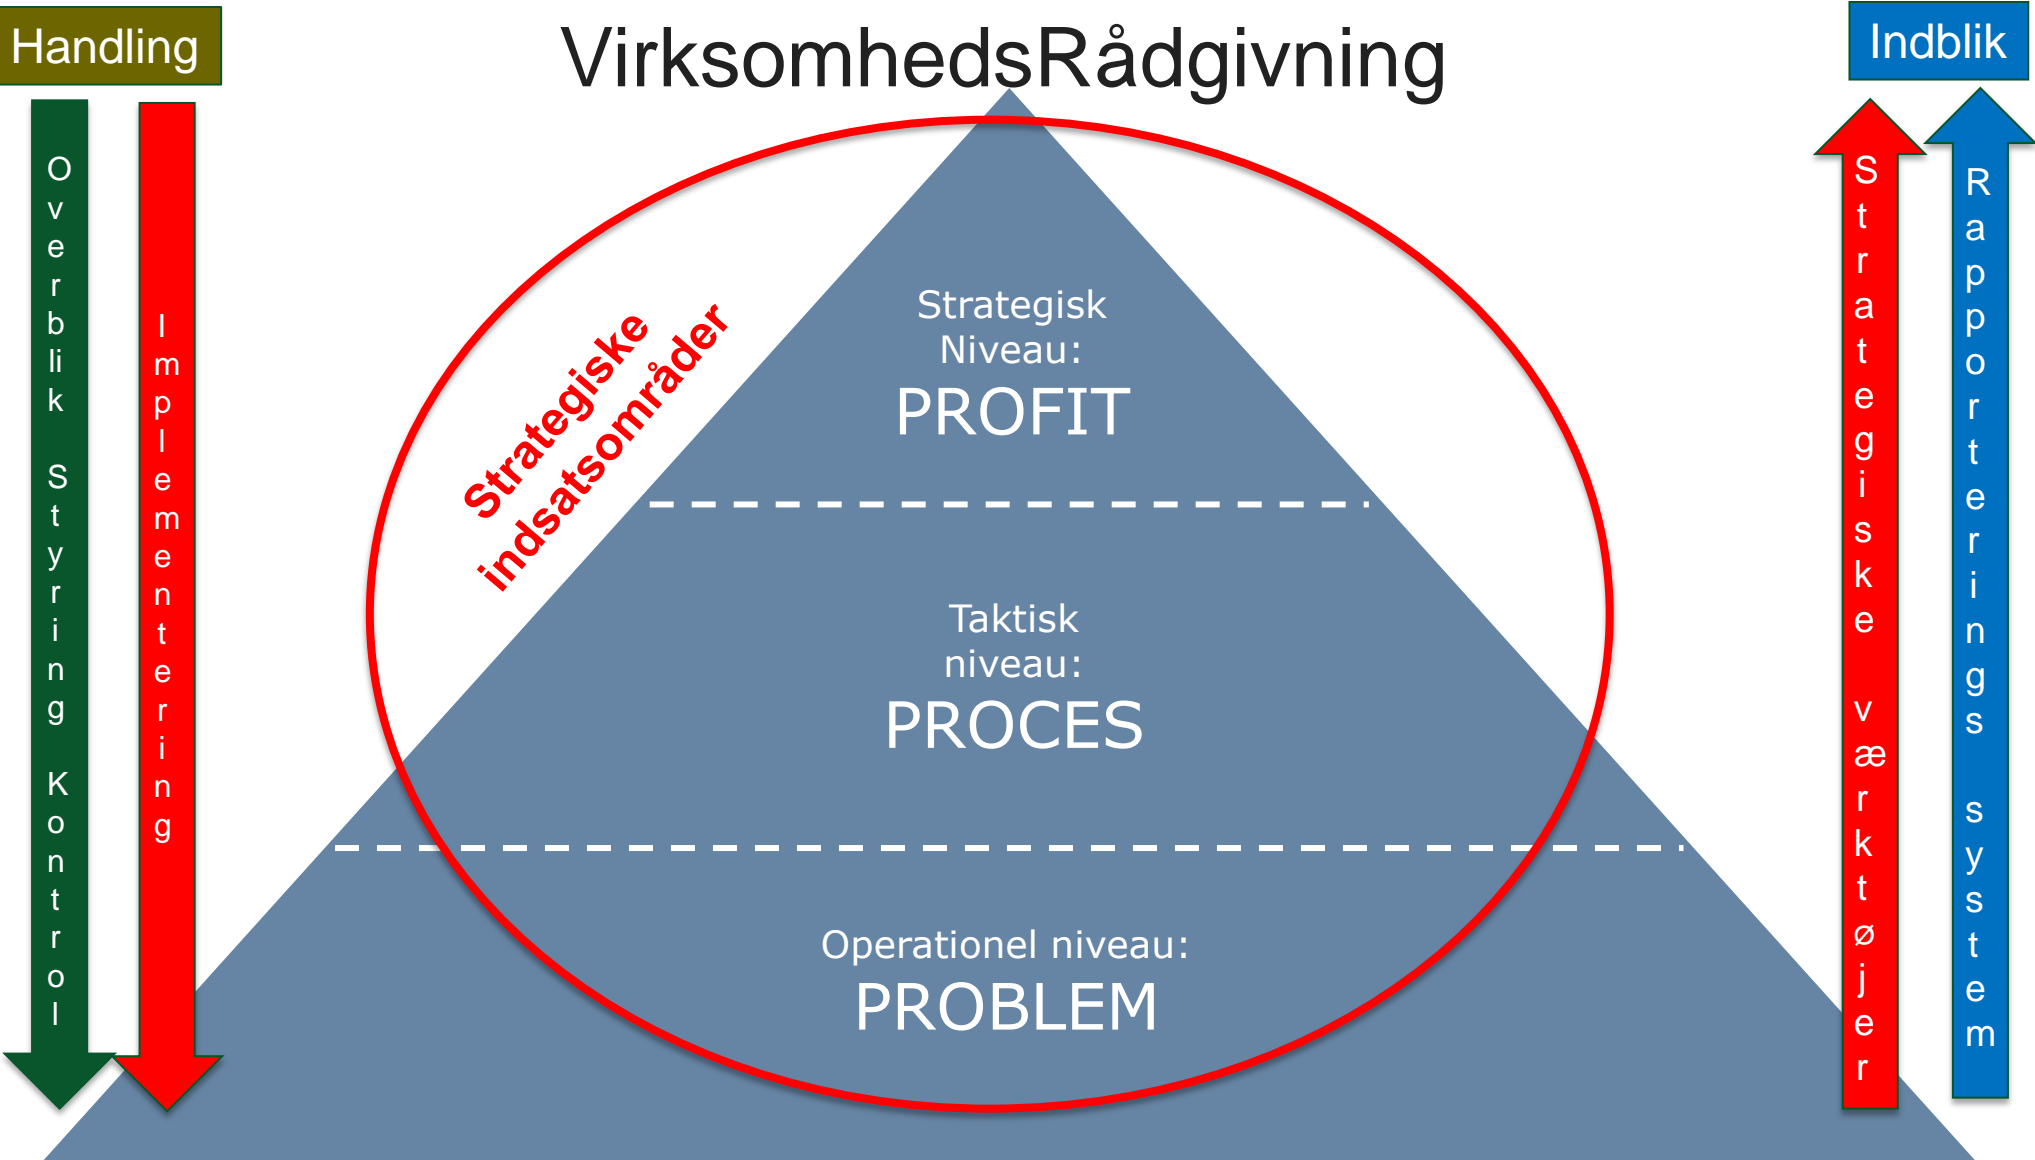 Handling
VirksomhedsRådgivning
Indblik
Overblik Styring Kontrol
Implementering
Strategiske
indsatsområder
Strategisk
Niveau:
PROFIT
Taktisk
niveau:
PROCES
Operationel niveau:
PROBLEM
Strategiske værktøjer
Rapporterings system